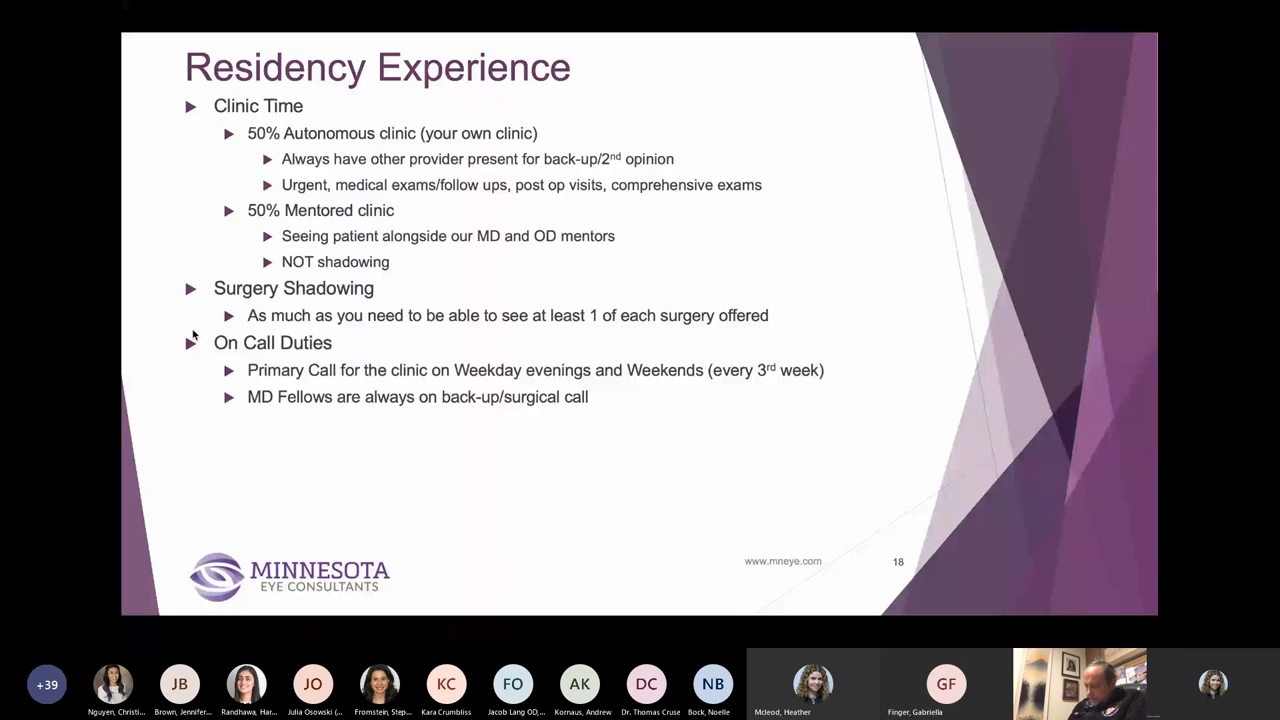 Residency Experience
Clinic Time
50% Autonomous clinic (your own clinic)
Always have other provider present for back-up/2nd opinion
Urgent, medical exams/follow ups, post op visits, comprehensive exams
50% Mentored clinic
Seeing patient alongside our MD and OD mentors
NOT shadowing
Surgery Shadowing
As much as you need to be able to see at least 1 of each surgery offered
On Call Duties
Primary Call for the clinic on Weekday evenings and Weekends (every 3rd week)
MD Fellows are always on back-up/surgical call
MINNESOTA
EYE CONSULTANTS
www.mneye.com
18
+39
JB
JO
KC
FO
AK
DC
NB
GF
Nguyen, Christi...
Brown, Jennifer...
Randhawa, Har...
Julia Osowski (...
Fromstein, Step...
Kara Crumbliss
Jacob Lang OD,...
Kornaus, Andrew
Dr. Thomas Cruse
Bock, Noelle
Mcleod, Heather
Finger, Gabriella